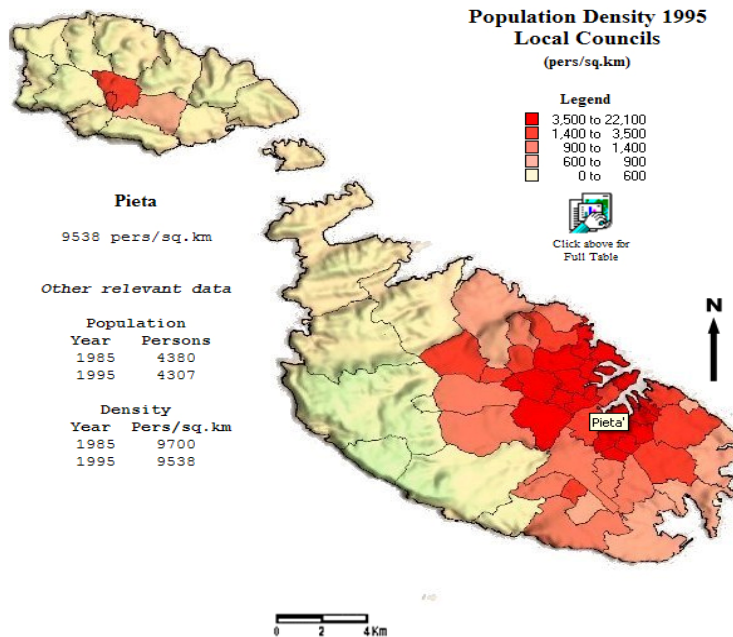 Population Density 1995
Local Councils
(pers/sq.km)
Legend
3,500 to 22,100
1,400 to 3,500
900 to 1,400
600 to 900
0 to 600
Click above for
Full Table
Pieta
9538 pers/sq.km
Other relevant data
Population
Year Persons
1985 4380
1995 4307
Density
Year Pers/sq.km
1985 9700
1995 9538
N
Pieta'
0 2 4 Km